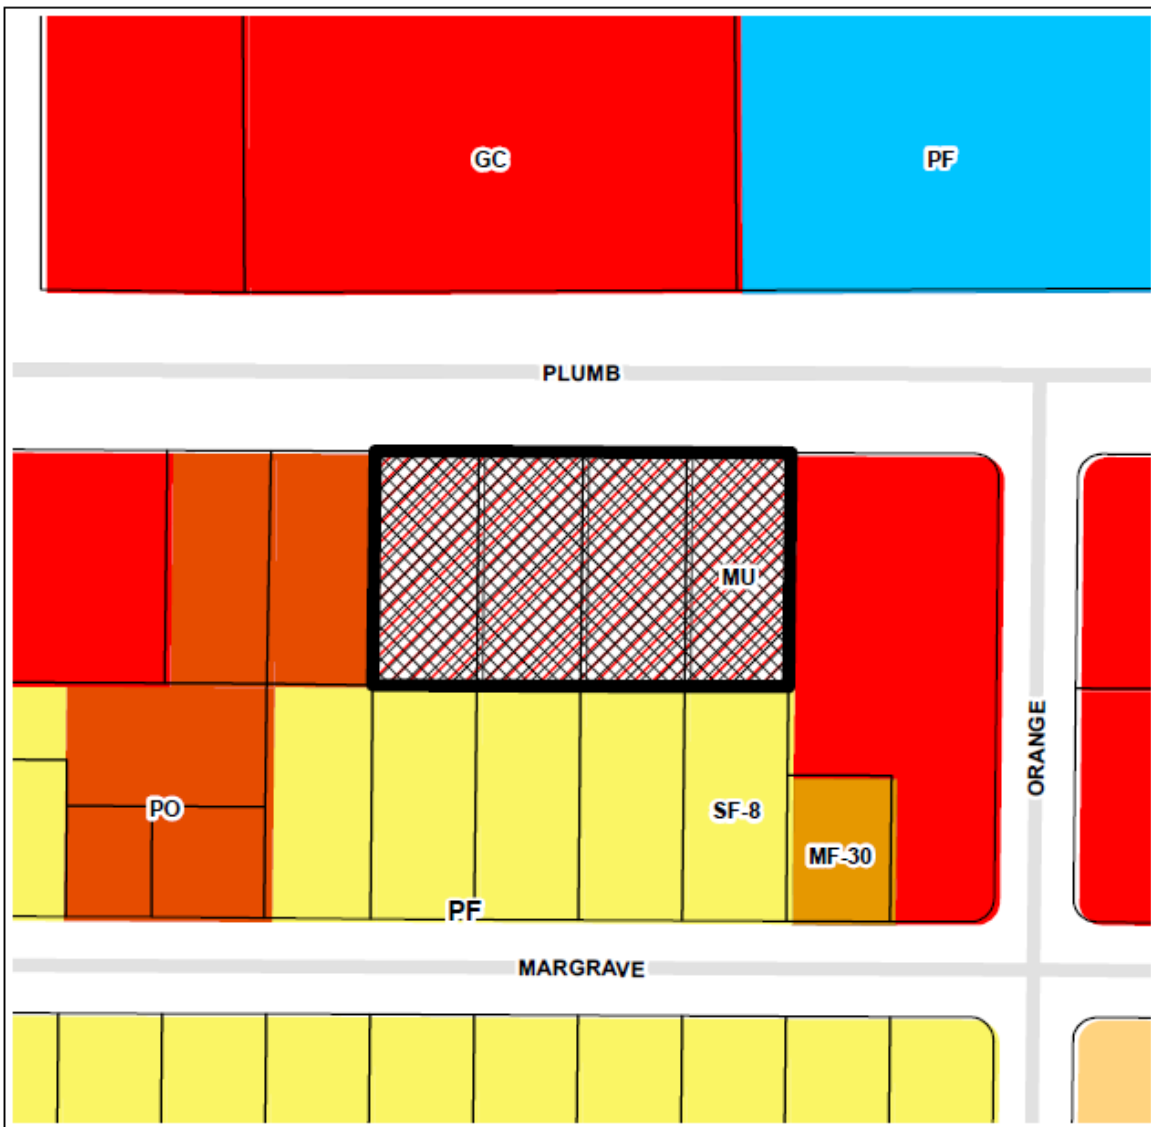 GC
PF
PLUMB
MU
ORANGE
PO
SF-8
MF-30
PF
MARGRAVE